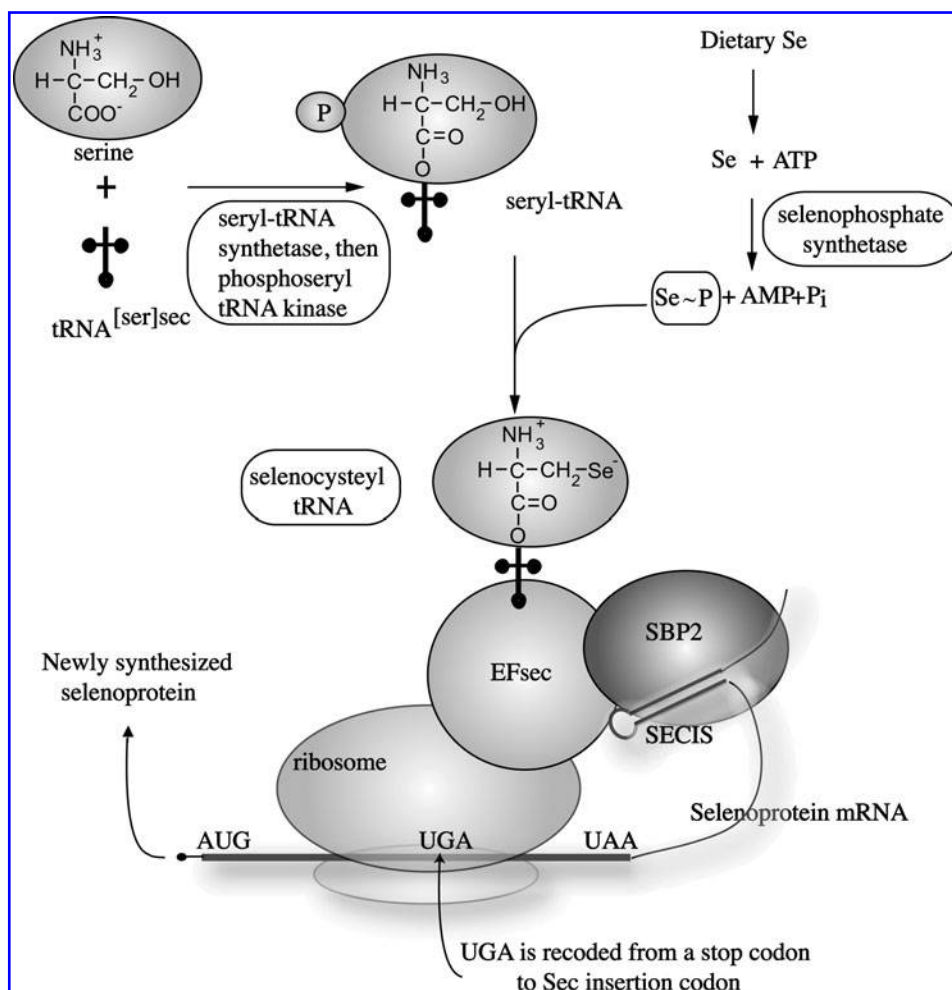 NH3+
H–C–CH2–OH
COO-
serine
+
tRNA[ser]sec
seryl-tRNA
synthetase, then
phosphoseryl
tRNA kinase
P
NH3
H–C–CH2–OH
C=O
O
seryl-tRNA
Dietary Se
Se + ATP
selenophosphate
synthetase
Se~P + AMP+Pi
selenocysteyl
tRNA
NH3+
H–C–CH2–Se-
C=O
O
EFsec
SBP2
SECIS
Newly synthesized
selenoprotein
ribosome
Selenoprotein mRNA
AUG UGA UAA
UGA is recoded from a stop codon
to Sec insertion codon